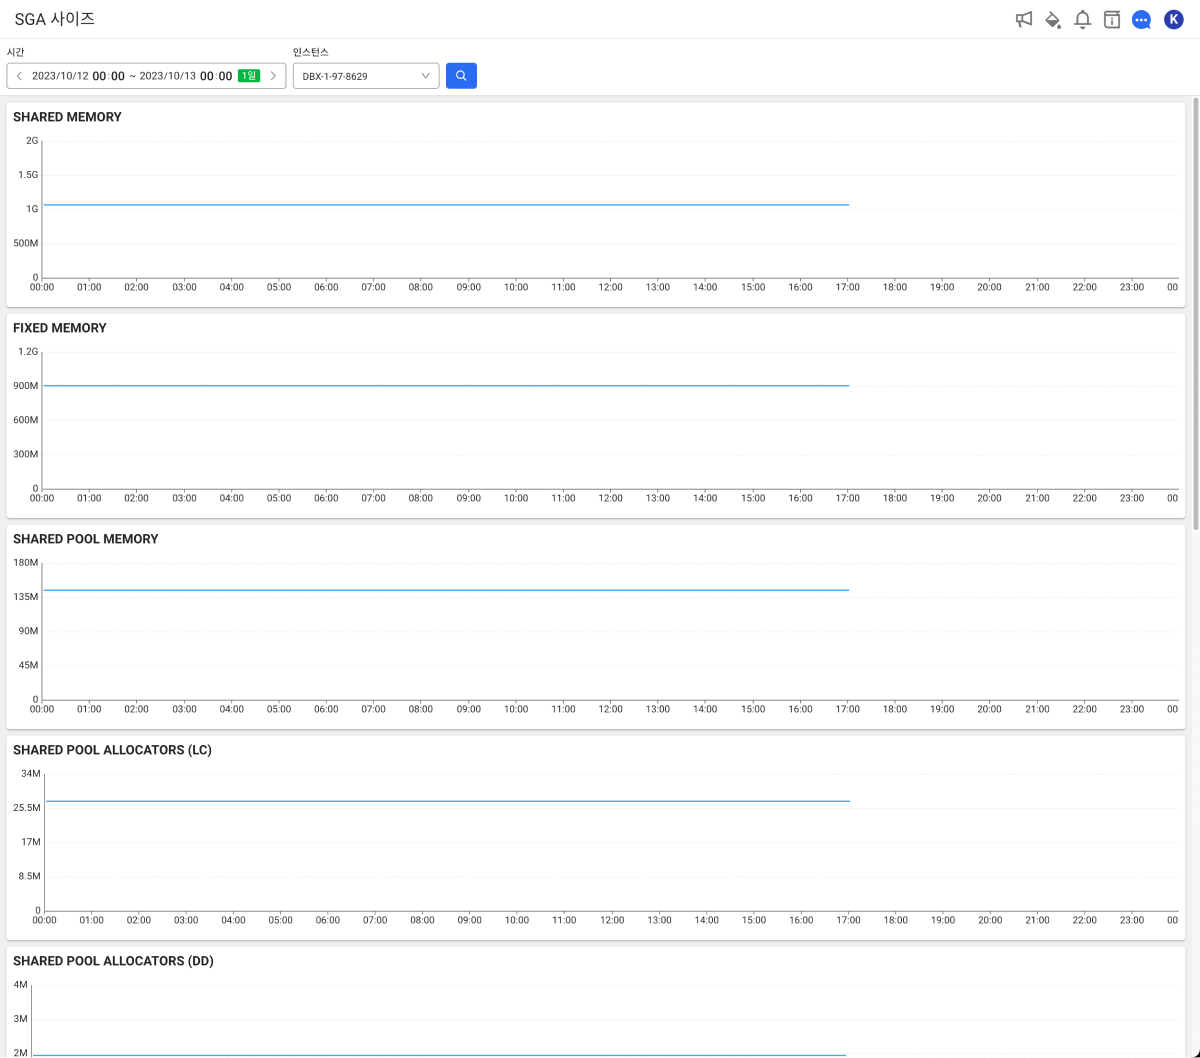 SGA 사이즈
K
시간
인스턴스
2023/10/12 00:00 ~ 2023/10/13 00:00 1일
DBX-1-97-8629
SHARED MEMORY
2G
1.5G
1G
500M
0
00:00 01:00 02:00 03:00 04:00 05:00 06:00 07:00 08:00 09:00 10:00 11:00 12:00 13:00 14:00 15:00 16:00 17:00 18:00 19:00 20:00 21:00 22:00 23:00 00
FIXED MEMORY
1.2G
900M
600M
300M
0
00:00 01:00 02:00 03:00 04:00 05:00 06:00 07:00 08:00 09:00 10:00 11:00 12:00 13:00 14:00 15:00 16:00 17:00 18:00 19:00 20:00 21:00 22:00 23:00 00
SHARED POOL MEMORY
180M
135M
90M
45M
0
00:00 01:00 02:00 03:00 04:00 05:00 06:00 07:00 08:00 09:00 10:00 11:00 12:00 13:00 14:00 15:00 16:00 17:00 18:00 19:00 20:00 21:00 22:00 23:00 00
SHARED POOL ALLOCATORS (LC)
34M
25.5M
17M
8.5M
0
00:00 01:00 02:00 03:00 04:00 05:00 06:00 07:00 08:00 09:00 10:00 11:00 12:00 13:00 14:00 15:00 16:00 17:00 18:00 19:00 20:00 21:00 22:00 23:00 00
SHARED POOL ALLOCATORS (DD)
4M
3M
2M